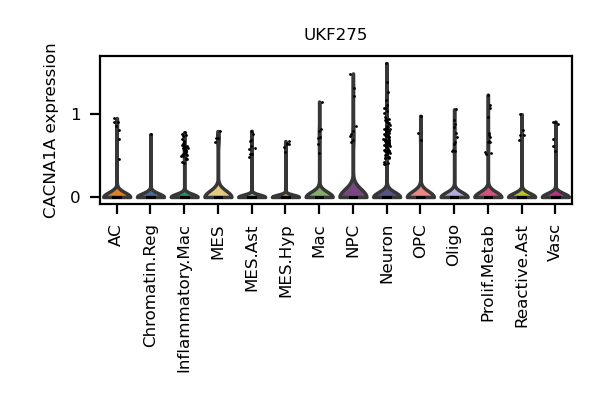 UKF275
CACNA1A expression
1
0
AC
Chromatin.Reg
Inflammatory.Mac
MES
MES.Ast
MES.Hyp
Mac
NPC
Neuron
OPC
Oligo
Prolif.Metab
Reactive.Ast
Vasc